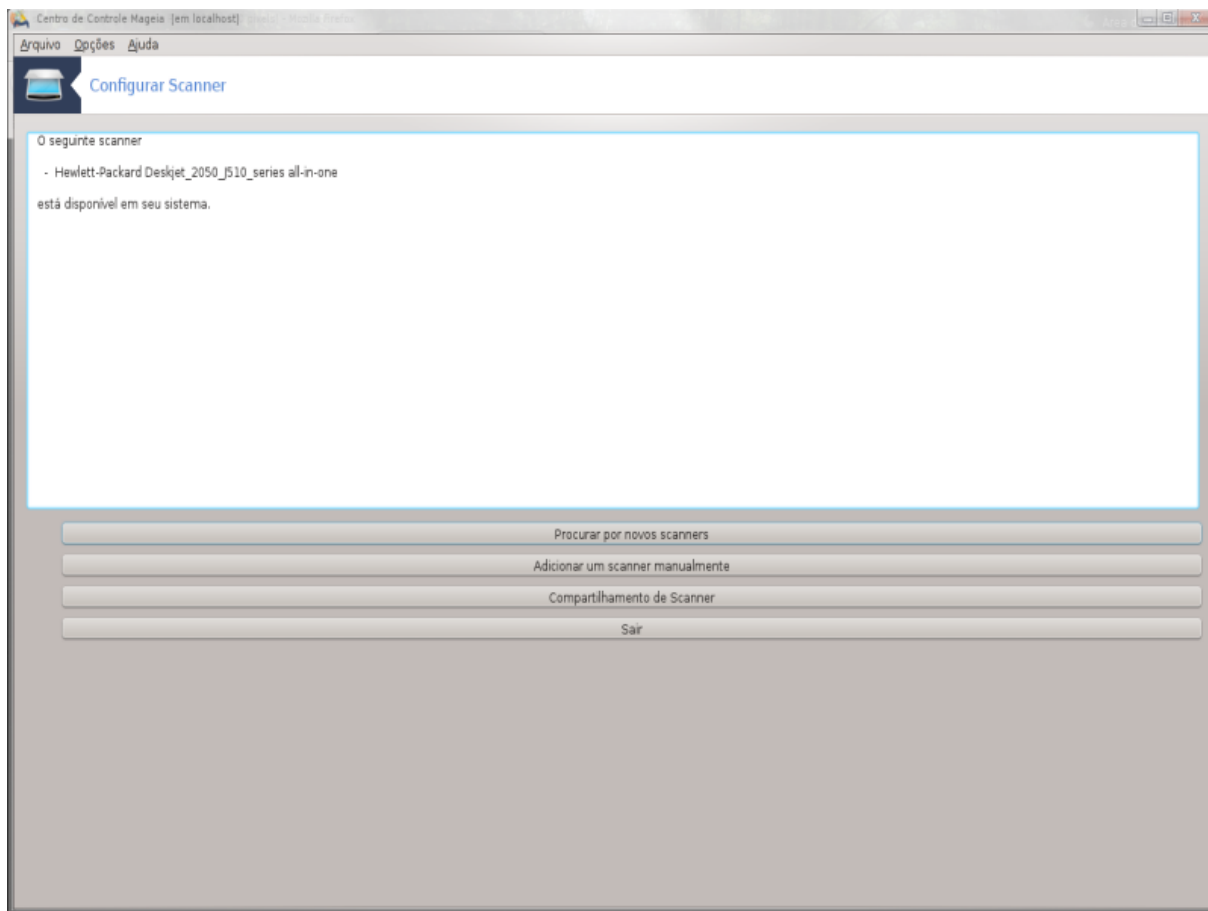 Centro de Controle Mageia [em localhost]
Arquivo Opções Ajuda
Configurar Scanner
O seguinte scanner
- Hewlett-Packard Deskjet_2050_J510_series all-in-one
está disponível em seu sistema.
Procurar por novos scanners
Adicionar um scanner manualmente
Compartilhamento de Scanner
Sair